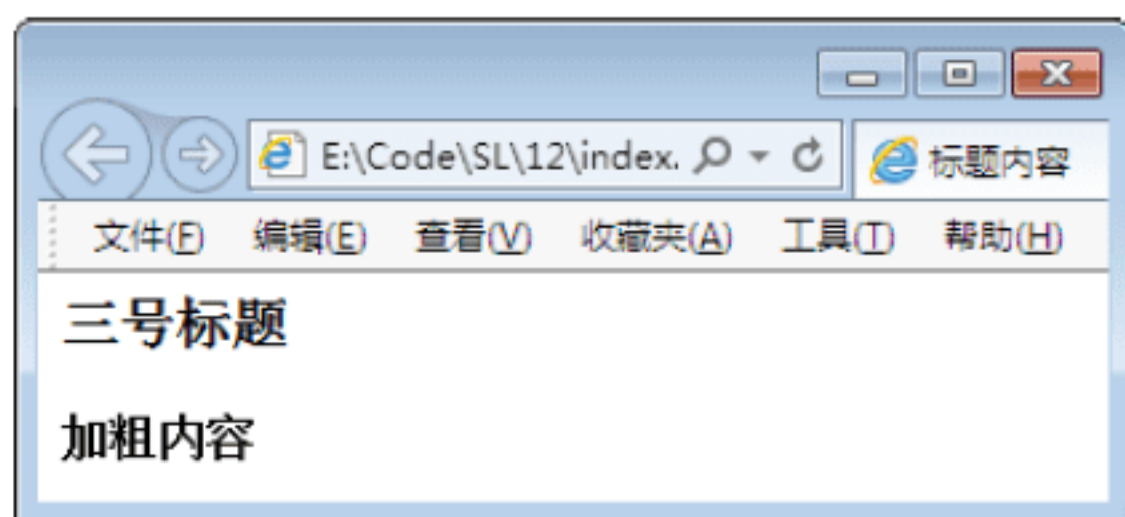 E:\Code\SL\12\index.
标题内容
文件(F) 编辑(E) 查看(V) 收藏夹(A) 工具(T) 帮助(H)
三号标题
加粗内容